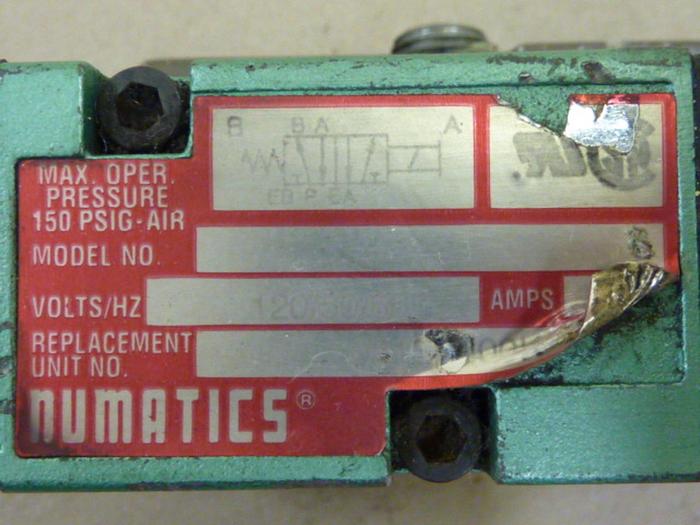 B B A A
EB P EA
MAX. OPER.
PRESSURE
150 PSIG-AIR
MODEL NO.
VOLTS/HZ
AMPS
REPLACEMENT
UNIT NO.
NUMATICS ®